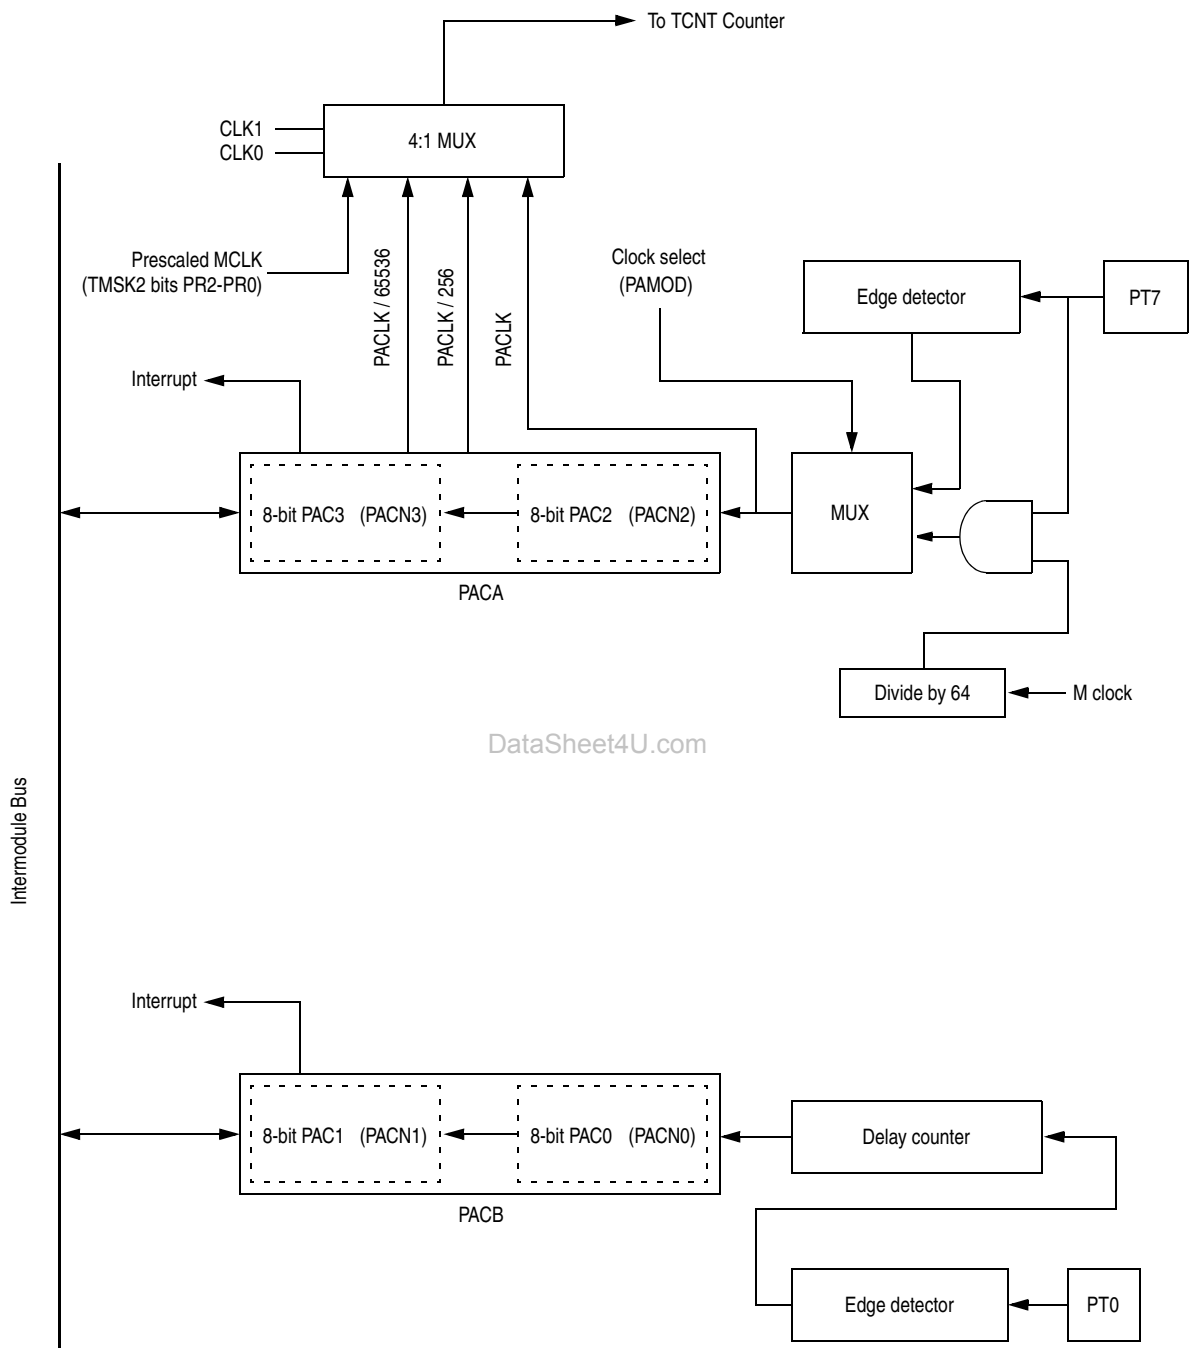 To TCNT Counter
CLK1
CLK0
4:1 MUX
Prescaled MCLK
(TMSK2 bits PR2-PR0)
PACLK / 65536
PACLK / 256
PACLK
Clock select
(PAMOD)
Edge detector
PT7
Interrupt
8-bit PAC3 (PACN3)
8-bit PAC2 (PACN2)
MUX
PACA
Divide by 64
M clock
DataSheet4U.com
Intermodule Bus
Interrupt
8-bit PAC1 (PACN1)
8-bit PAC0 (PACN0)
Delay counter
PACB
Edge detector
PT0